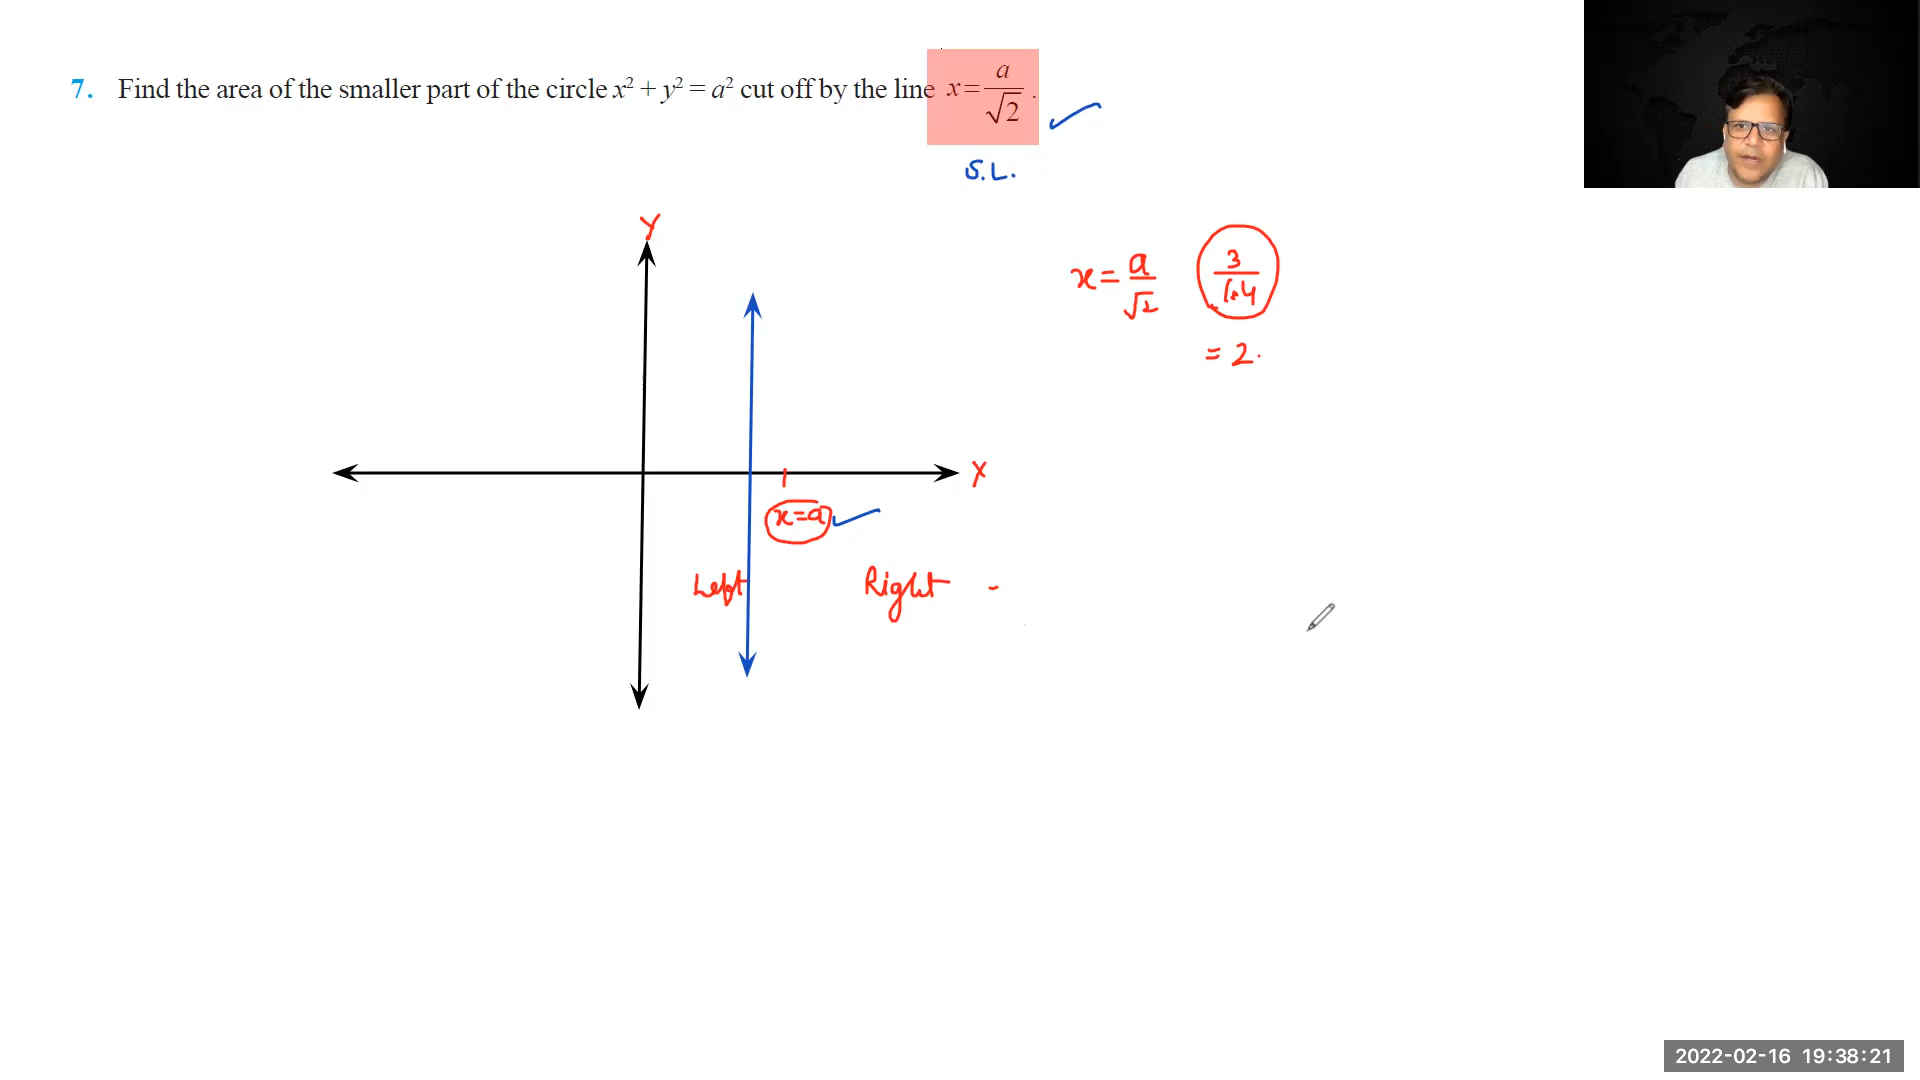 7. Find the area of the smaller part of the circle x² + y² = a² cut off by the line x = a/√2 .
S.L.
Y
x = a/√2 3/1.4
= 2.
X
x=a
Left Right -
2022-02-16 19:38:21